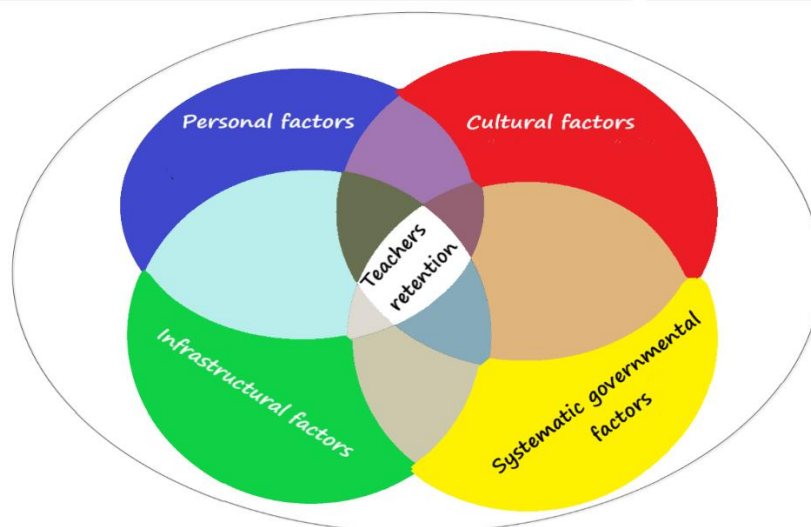 Personal factors
Cultural factors
Teachers
retention
Infrastructural factors
Systematic governmental
factors